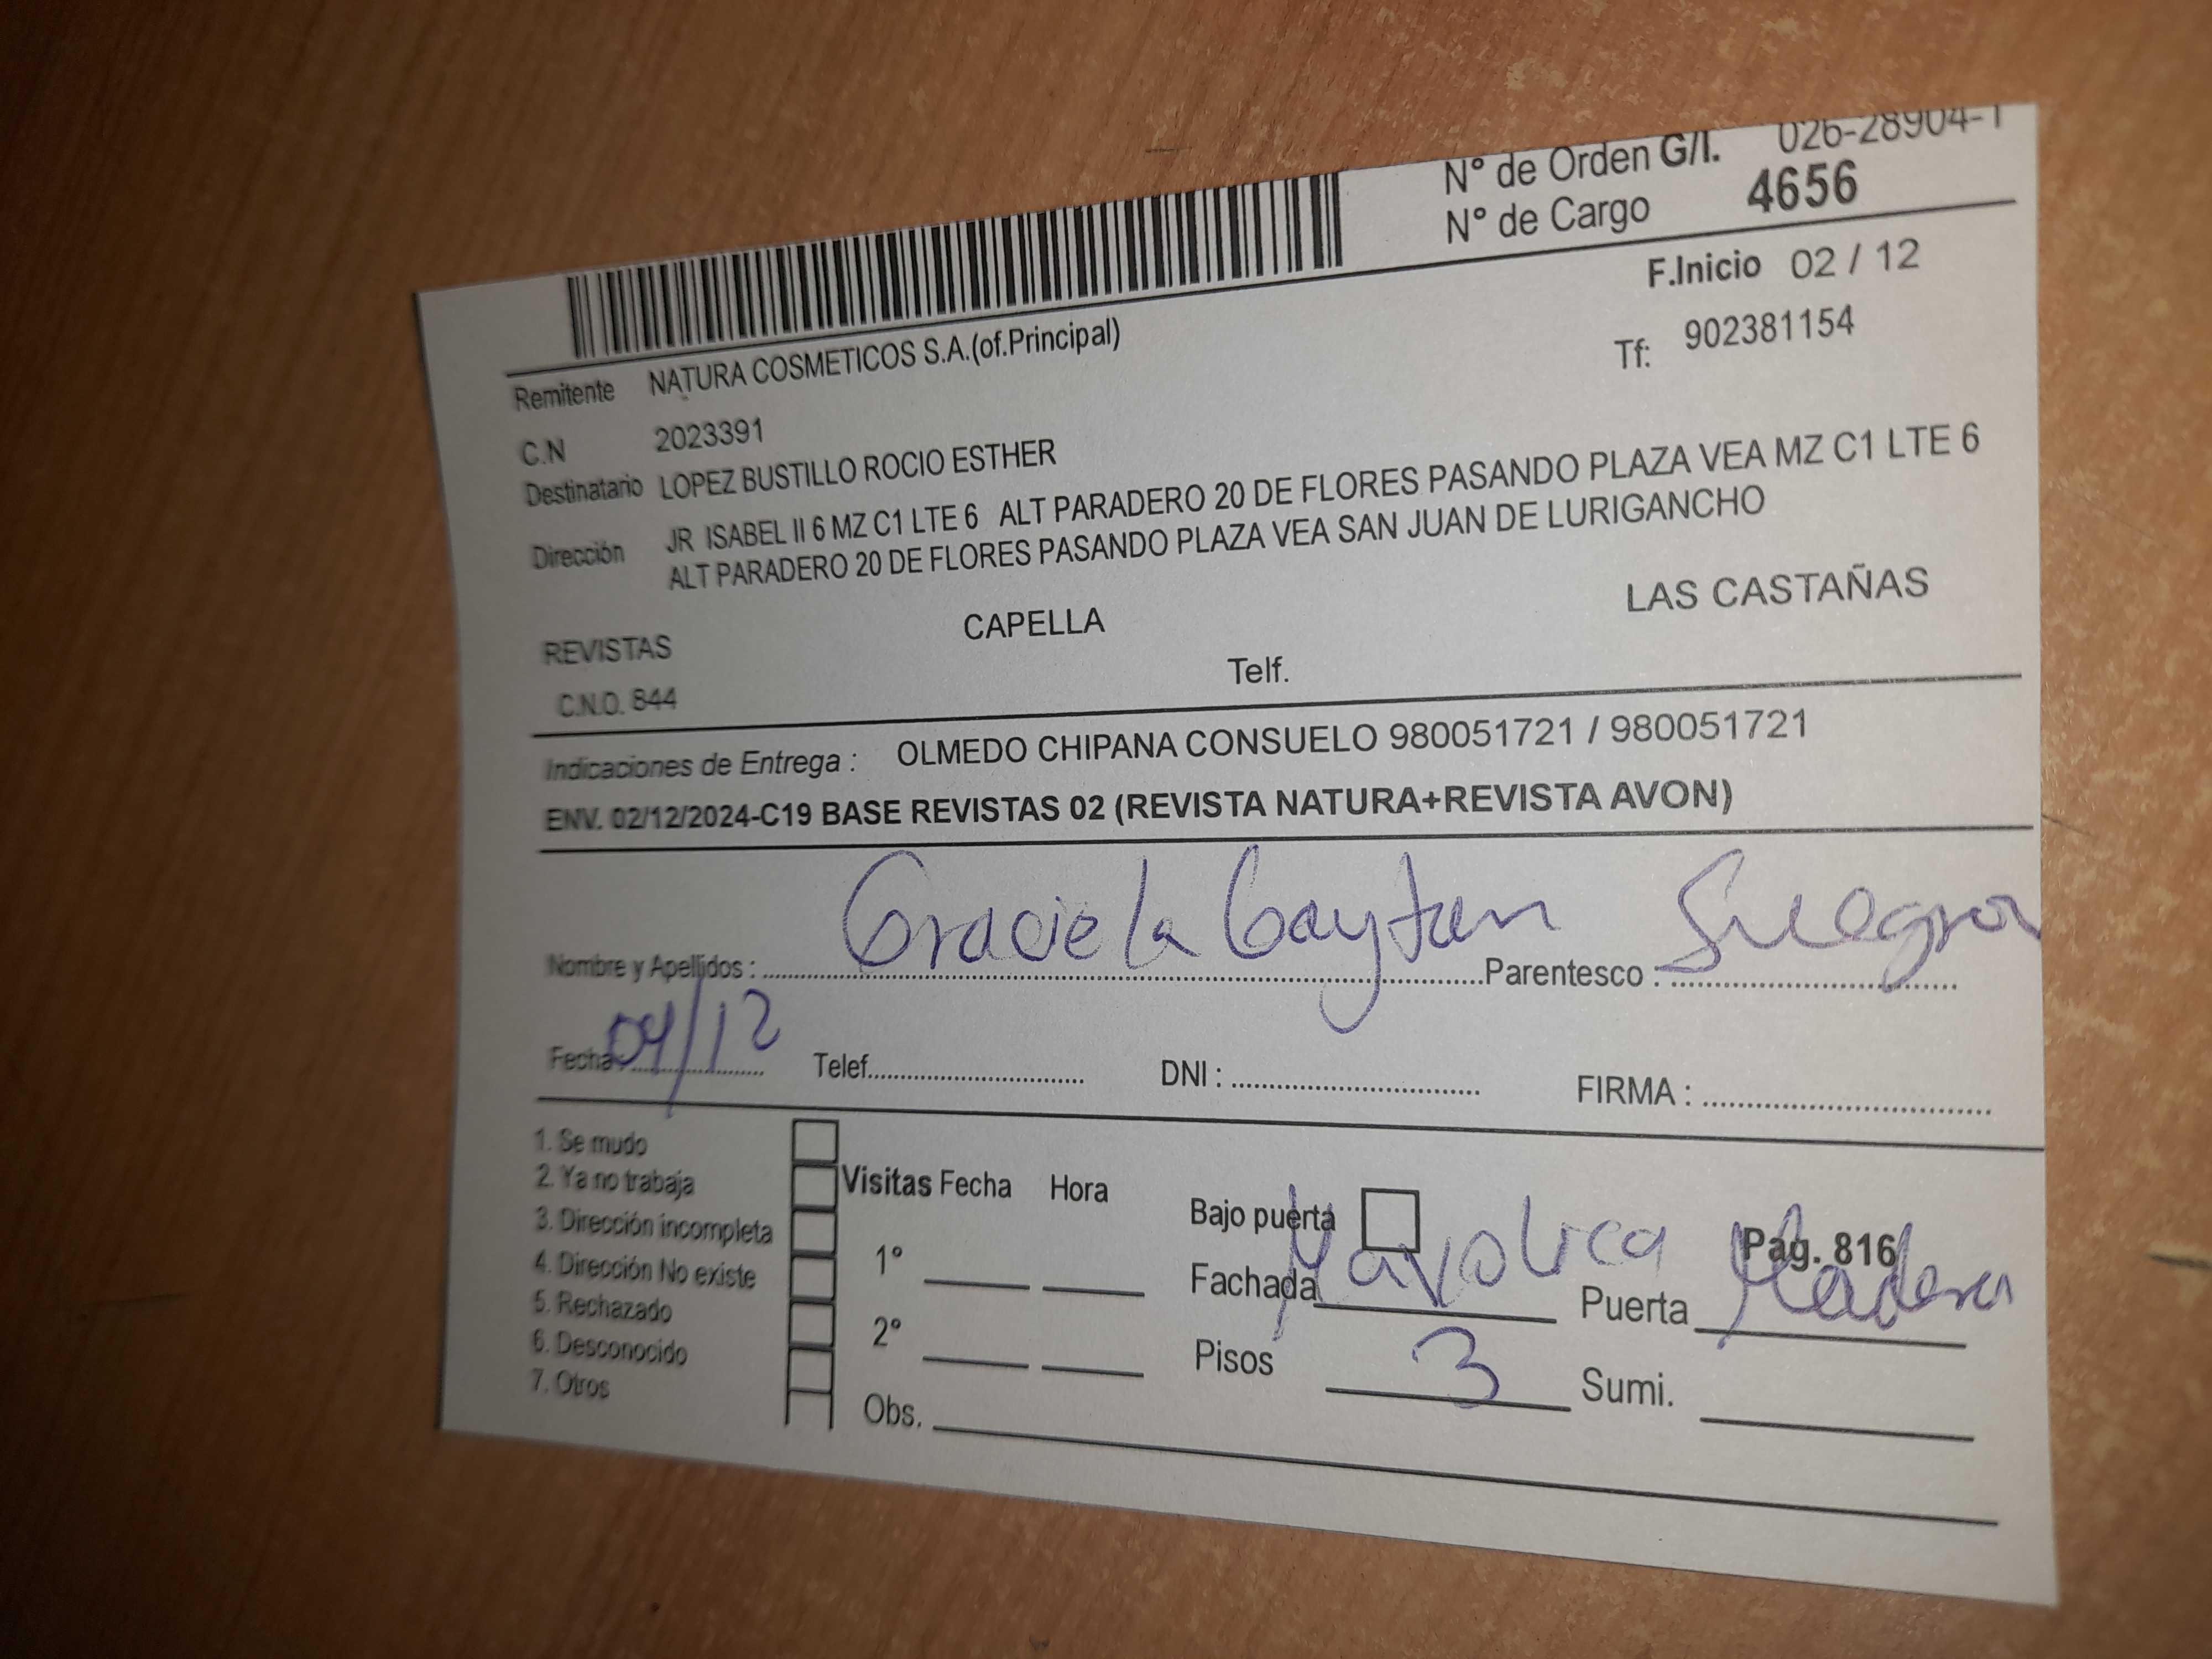 Nº de Orden G/I. 026-28904-1
Nº de Cargo 4656
F.Inicio 02 / 12
Remitente NATURA COSMETICOS S.A.(of.Principal)
Tf: 902381154
C.N 2023391
Destinatario LOPEZ BUSTILLO ROCIO ESTHER
Dirección JR ISABEL II 6 MZ C1 LTE 6 ALT PARADERO 20 DE FLORES PASANDO PLAZA VEA MZ C1 LTE 6
ALT PARADERO 20 DE FLORES PASANDO PLAZA VEA SAN JUAN DE LURIGANCHO
REVISTAS CAPELLA LAS CASTAÑAS
C.N.O. 844 Telf.
Indicaciones de Entrega : OLMEDO CHIPANA CONSUELO 980051721 / 980051721
ENV. 02/12/2024-C19 BASE REVISTAS 02 (REVISTA NATURA+REVISTA AVON)
Nombre y Apellidos : Graciela Gaytan Parentesco : Suegra
Fecha : 04/12 Telef. DNI : FIRMA :
1. Se mudo
2. Ya no trabaja
3. Dirección incompleta
4. Dirección No existe
5. Rechazado
6. Desconocido
7. Otros
Visitas Fecha Hora
1º
2º
Obs.
Bajo puerta Pag. 816
Fachada Mayolica Puerta Madera
Pisos 3 Sumi.